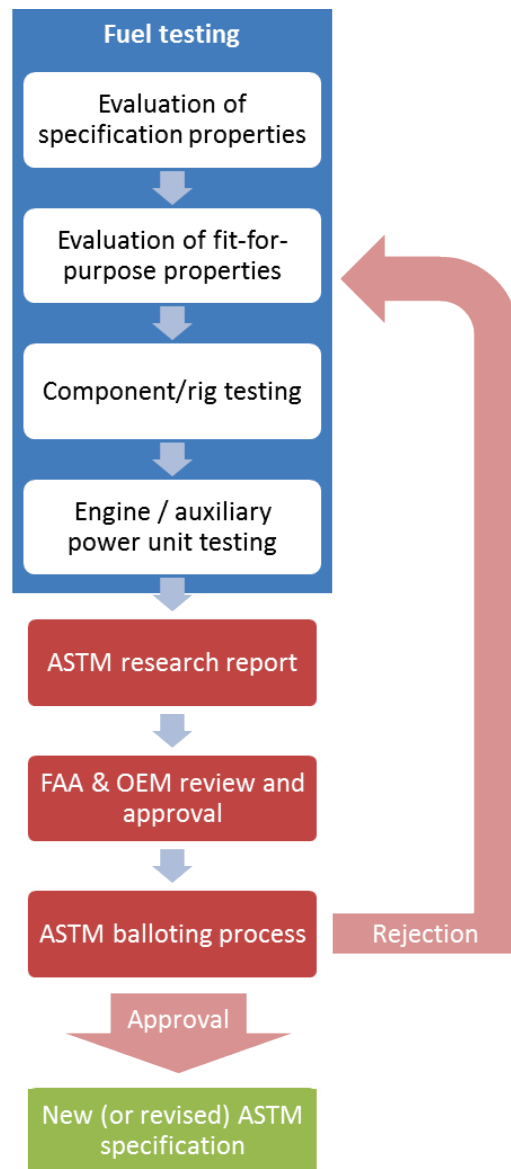 Fuel testing
Evaluation of
specification properties
Evaluation of fit-for-
purpose properties
Component/rig testing
Engine / auxiliary
power unit testing
ASTM research report
FAA & OEM review and
approval
ASTM balloting process
Rejection
Approval
New (or revised) ASTM
specification